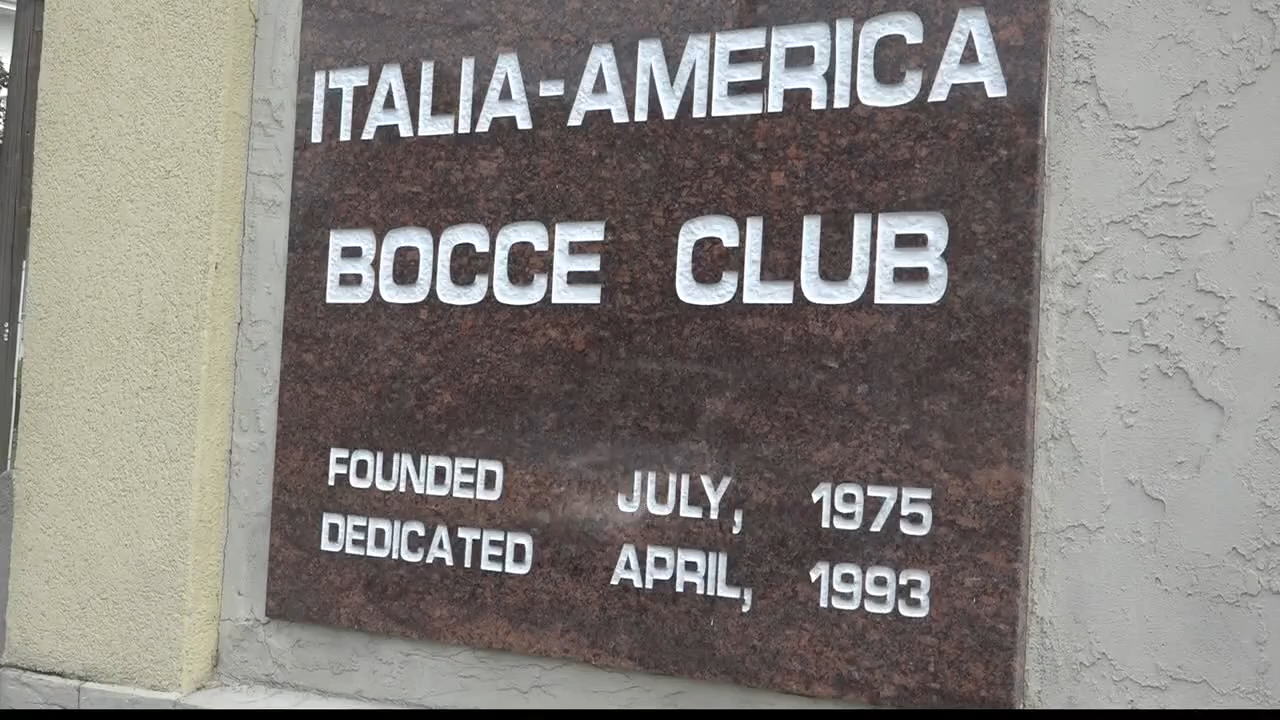 ITALIA-AMERICA
BOCCE CLUB
FOUNDED JULY, 1975
DEDICATED APRIL, 1993